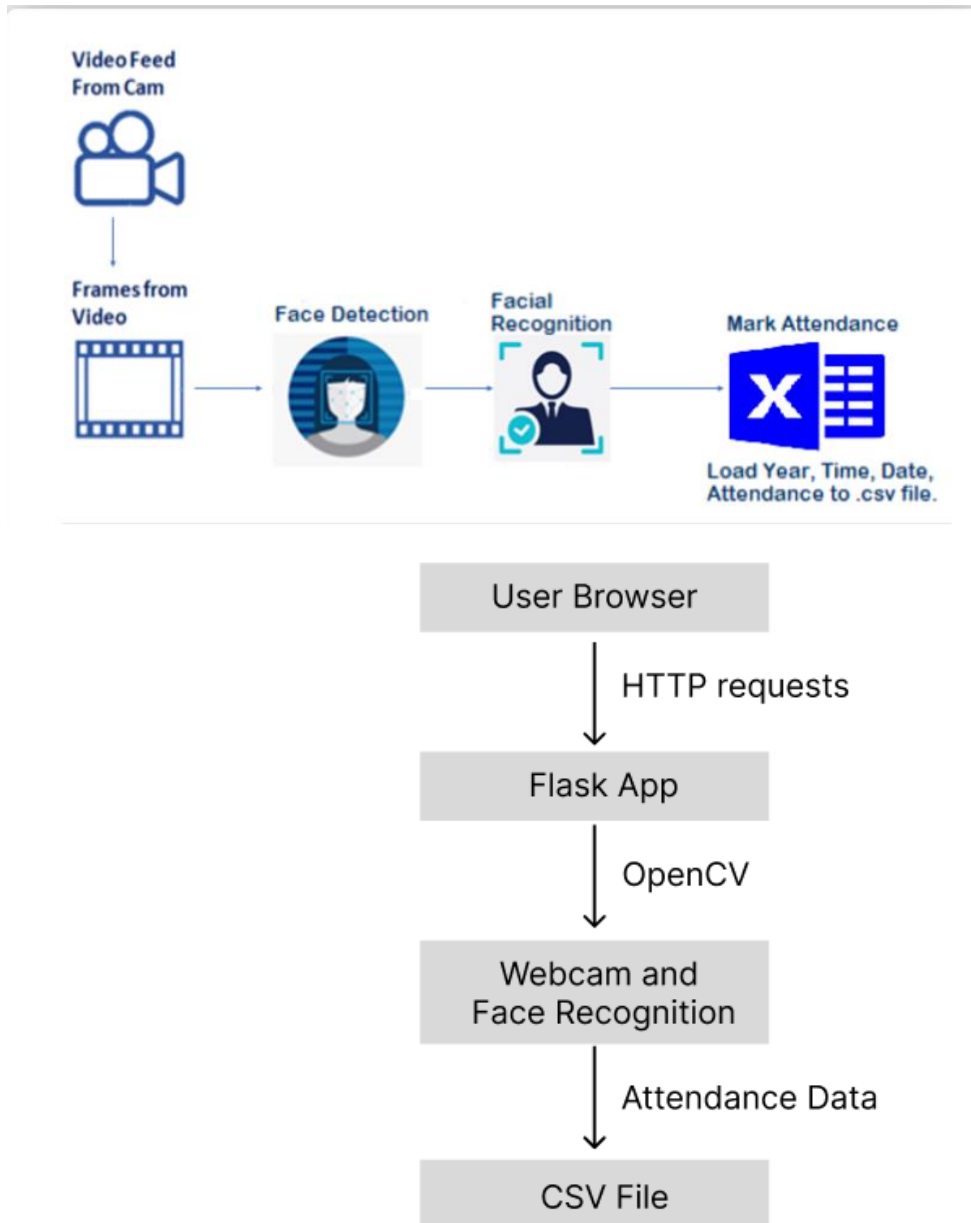 Video Feed
From Cam
Frames from
Video
Face Detection
Facial
Recognition
Mark Attendance
X
Load Year, Time, Date,
Attendance to .csv file.
User Browser
HTTP requests
Flask App
OpenCV
Webcam and
Face Recognition
Attendance Data
CSV File